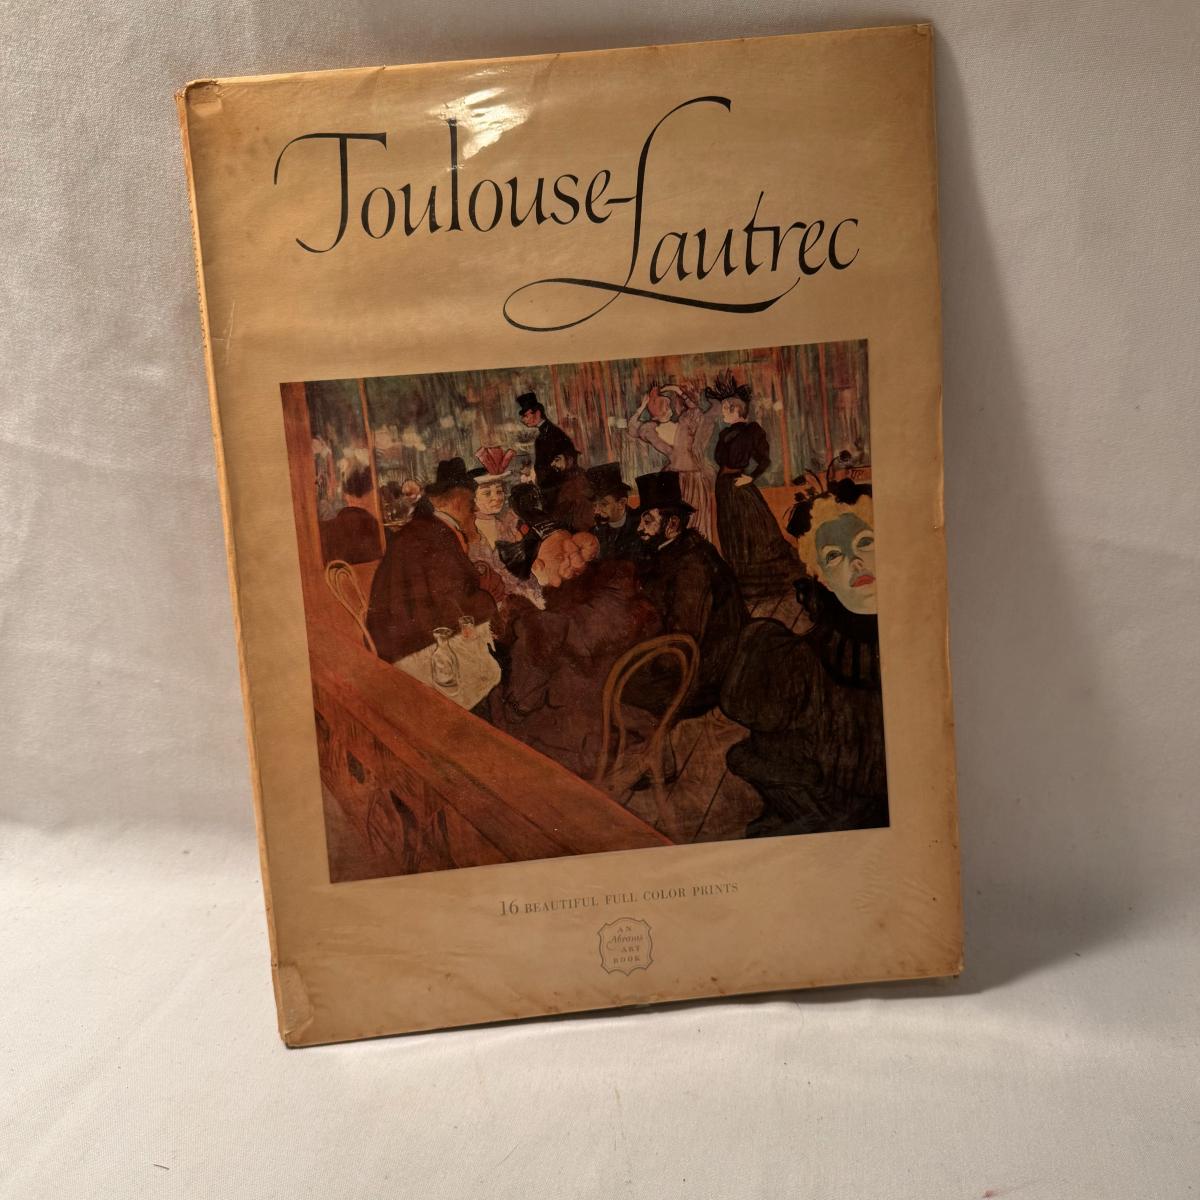 Toulouse-
Lautrec
16 BEAUTIFUL FULL COLOR PRINTS
AN
Abrams
ART
BOOK